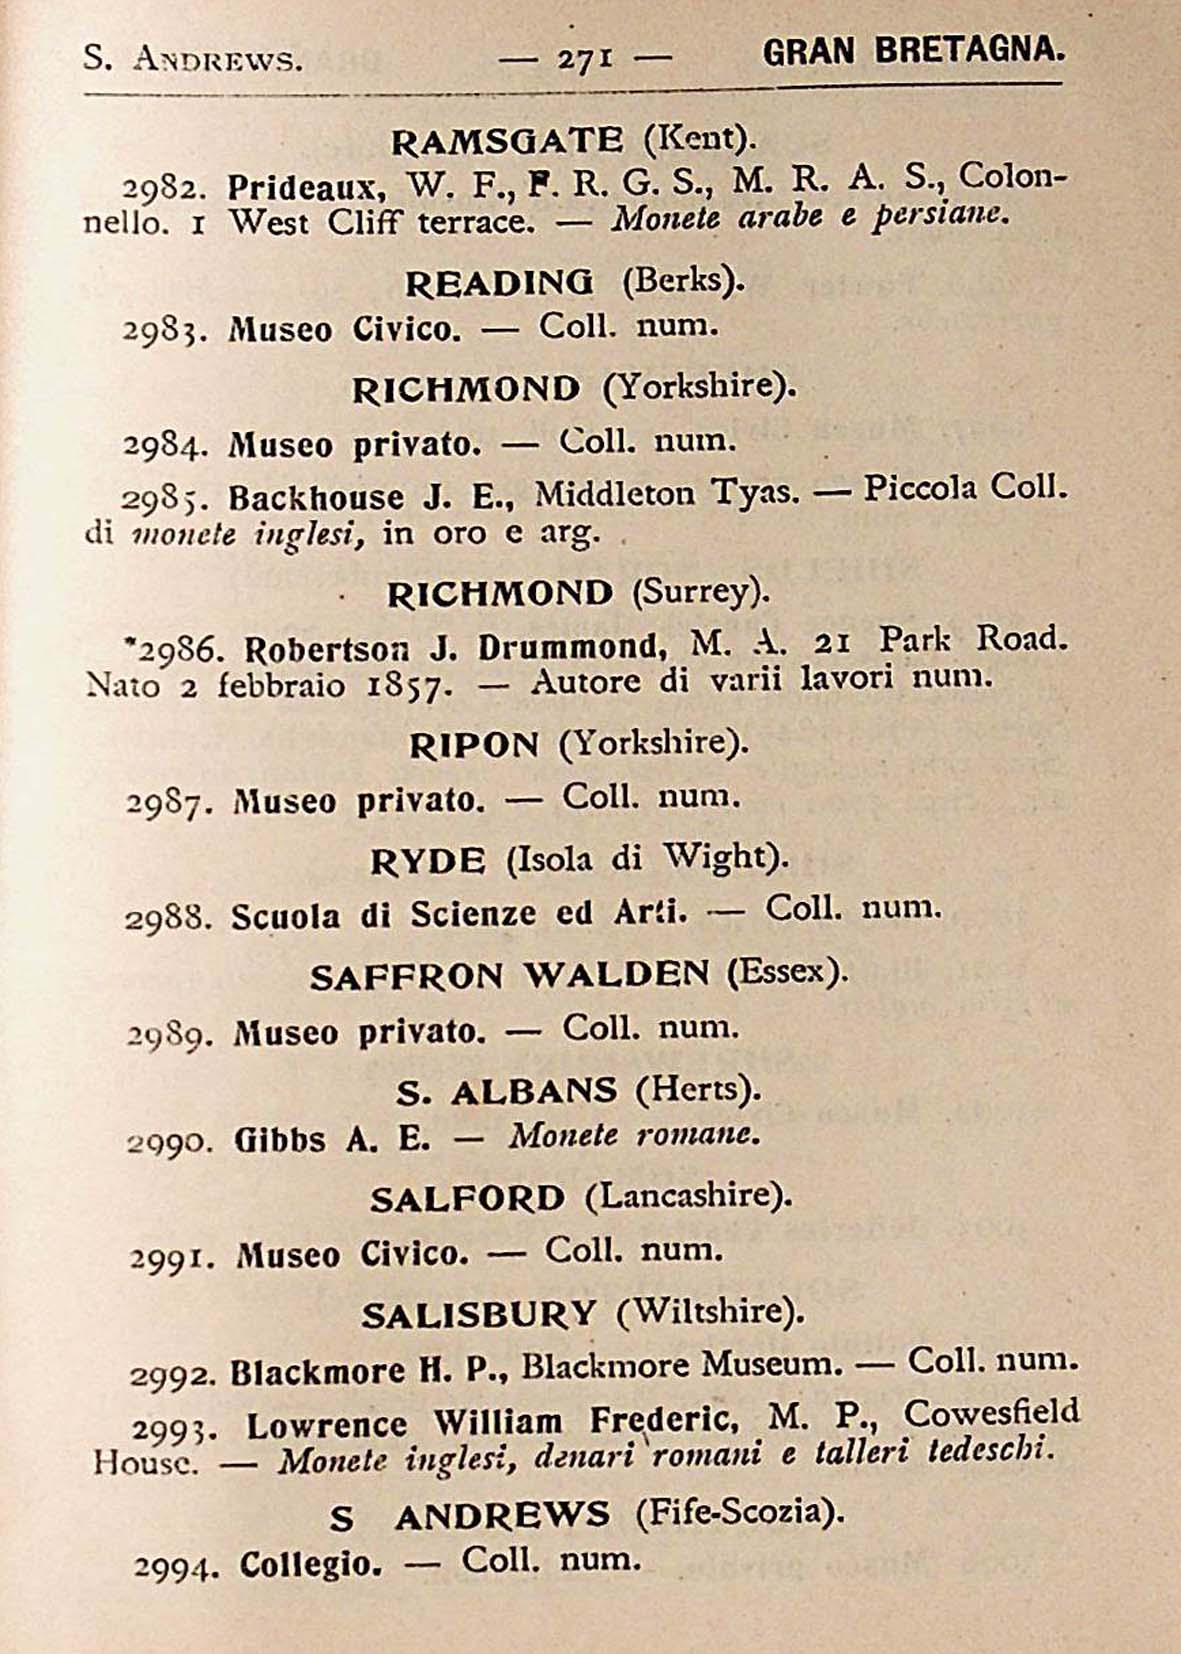 S. ANDREWS. — 271 — GRAN BRETAGNA.
RAMSGATE (Kent).
2982. Prideaux, W. F., F. R. G. S., M. R. A. S., Colon-
nello. 1 West Cliff terrace. — Monete arabe e persiane.
READING (Berks).
2983. Museo Civico. — Coll. num.
RICHMOND (Yorkshire).
2984. Museo privato. — Coll. num.
2985. Backhouse J. E., Middleton Tyas. — Piccola Coll.
di monete inglesi, in oro e arg.
RICHMOND (Surrey).
*2986. Robertson J. Drummond, M. A. 21 Park Road.
Nato 2 febbraio 1857. — Autore di varii lavori num.
RIPON (Yorkshire).
2987. Museo privato. — Coll. num.
RYDE (Isola di Wight).
2988. Scuola di Scienze ed Arti. — Coll. num.
SAFFRON WALDEN (Essex).
2989. Museo privato. — Coll. num.
S. ALBANS (Herts).
2990. Gibbs A. E. — Monete romane.
SALFORD (Lancashire).
2991. Museo Civico. — Coll. num.
SALISBURY (Wiltshire).
2992. Blackmore H. P., Blackmore Museum. — Coll. num.
2993. Lowrence William Frederic, M. P., Cowesfield
House. — Monete inglesi, denari romani e talleri tedeschi.
S ANDREWS (Fife-Scozia).
2994. Collegio. — Coll. num.